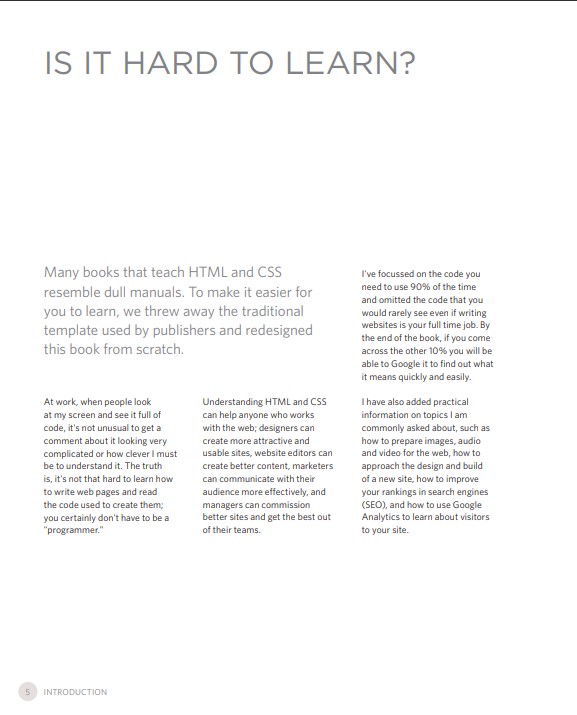 IS IT HARD TO LEARN?
Many books that teach HTML and CSS
resemble dull manuals. To make it easier for
you to learn, we threw away the traditional
template used by publishers and redesigned
this book from scratch.
At work, when people look
at my screen and see it full of
code, it's not unusual to get a
comment about it looking very
complicated or how clever I must
be to understand it. The truth
is, it's not that hard to learn how
to write web pages and read
the code used to create them;
you certainly don't have to be a
"programmer."
Understanding HTML and CSS
can help anyone who works
with the web; designers can
create more attractive and
usable sites, website editors can
create better content, marketers
can communicate with their
audience more effectively, and
managers can commission
better sites and get the best out
of their teams.
I've focussed on the code you
need to use 90% of the time
and omitted the code that you
would rarely see even if writing
websites is your full time job. By
the end of the book, if you come
across the other 10% you will be
able to Google it to find out what
it means quickly and easily.
I have also added practical
information on topics I am
commonly asked about, such as
how to prepare images, audio
and video for the web, how to
approach the design and build
of a new site, how to improve
your rankings in search engines
(SEO), and how to use Google
Analytics to learn about visitors
to your site.
5 INTRODUCTION